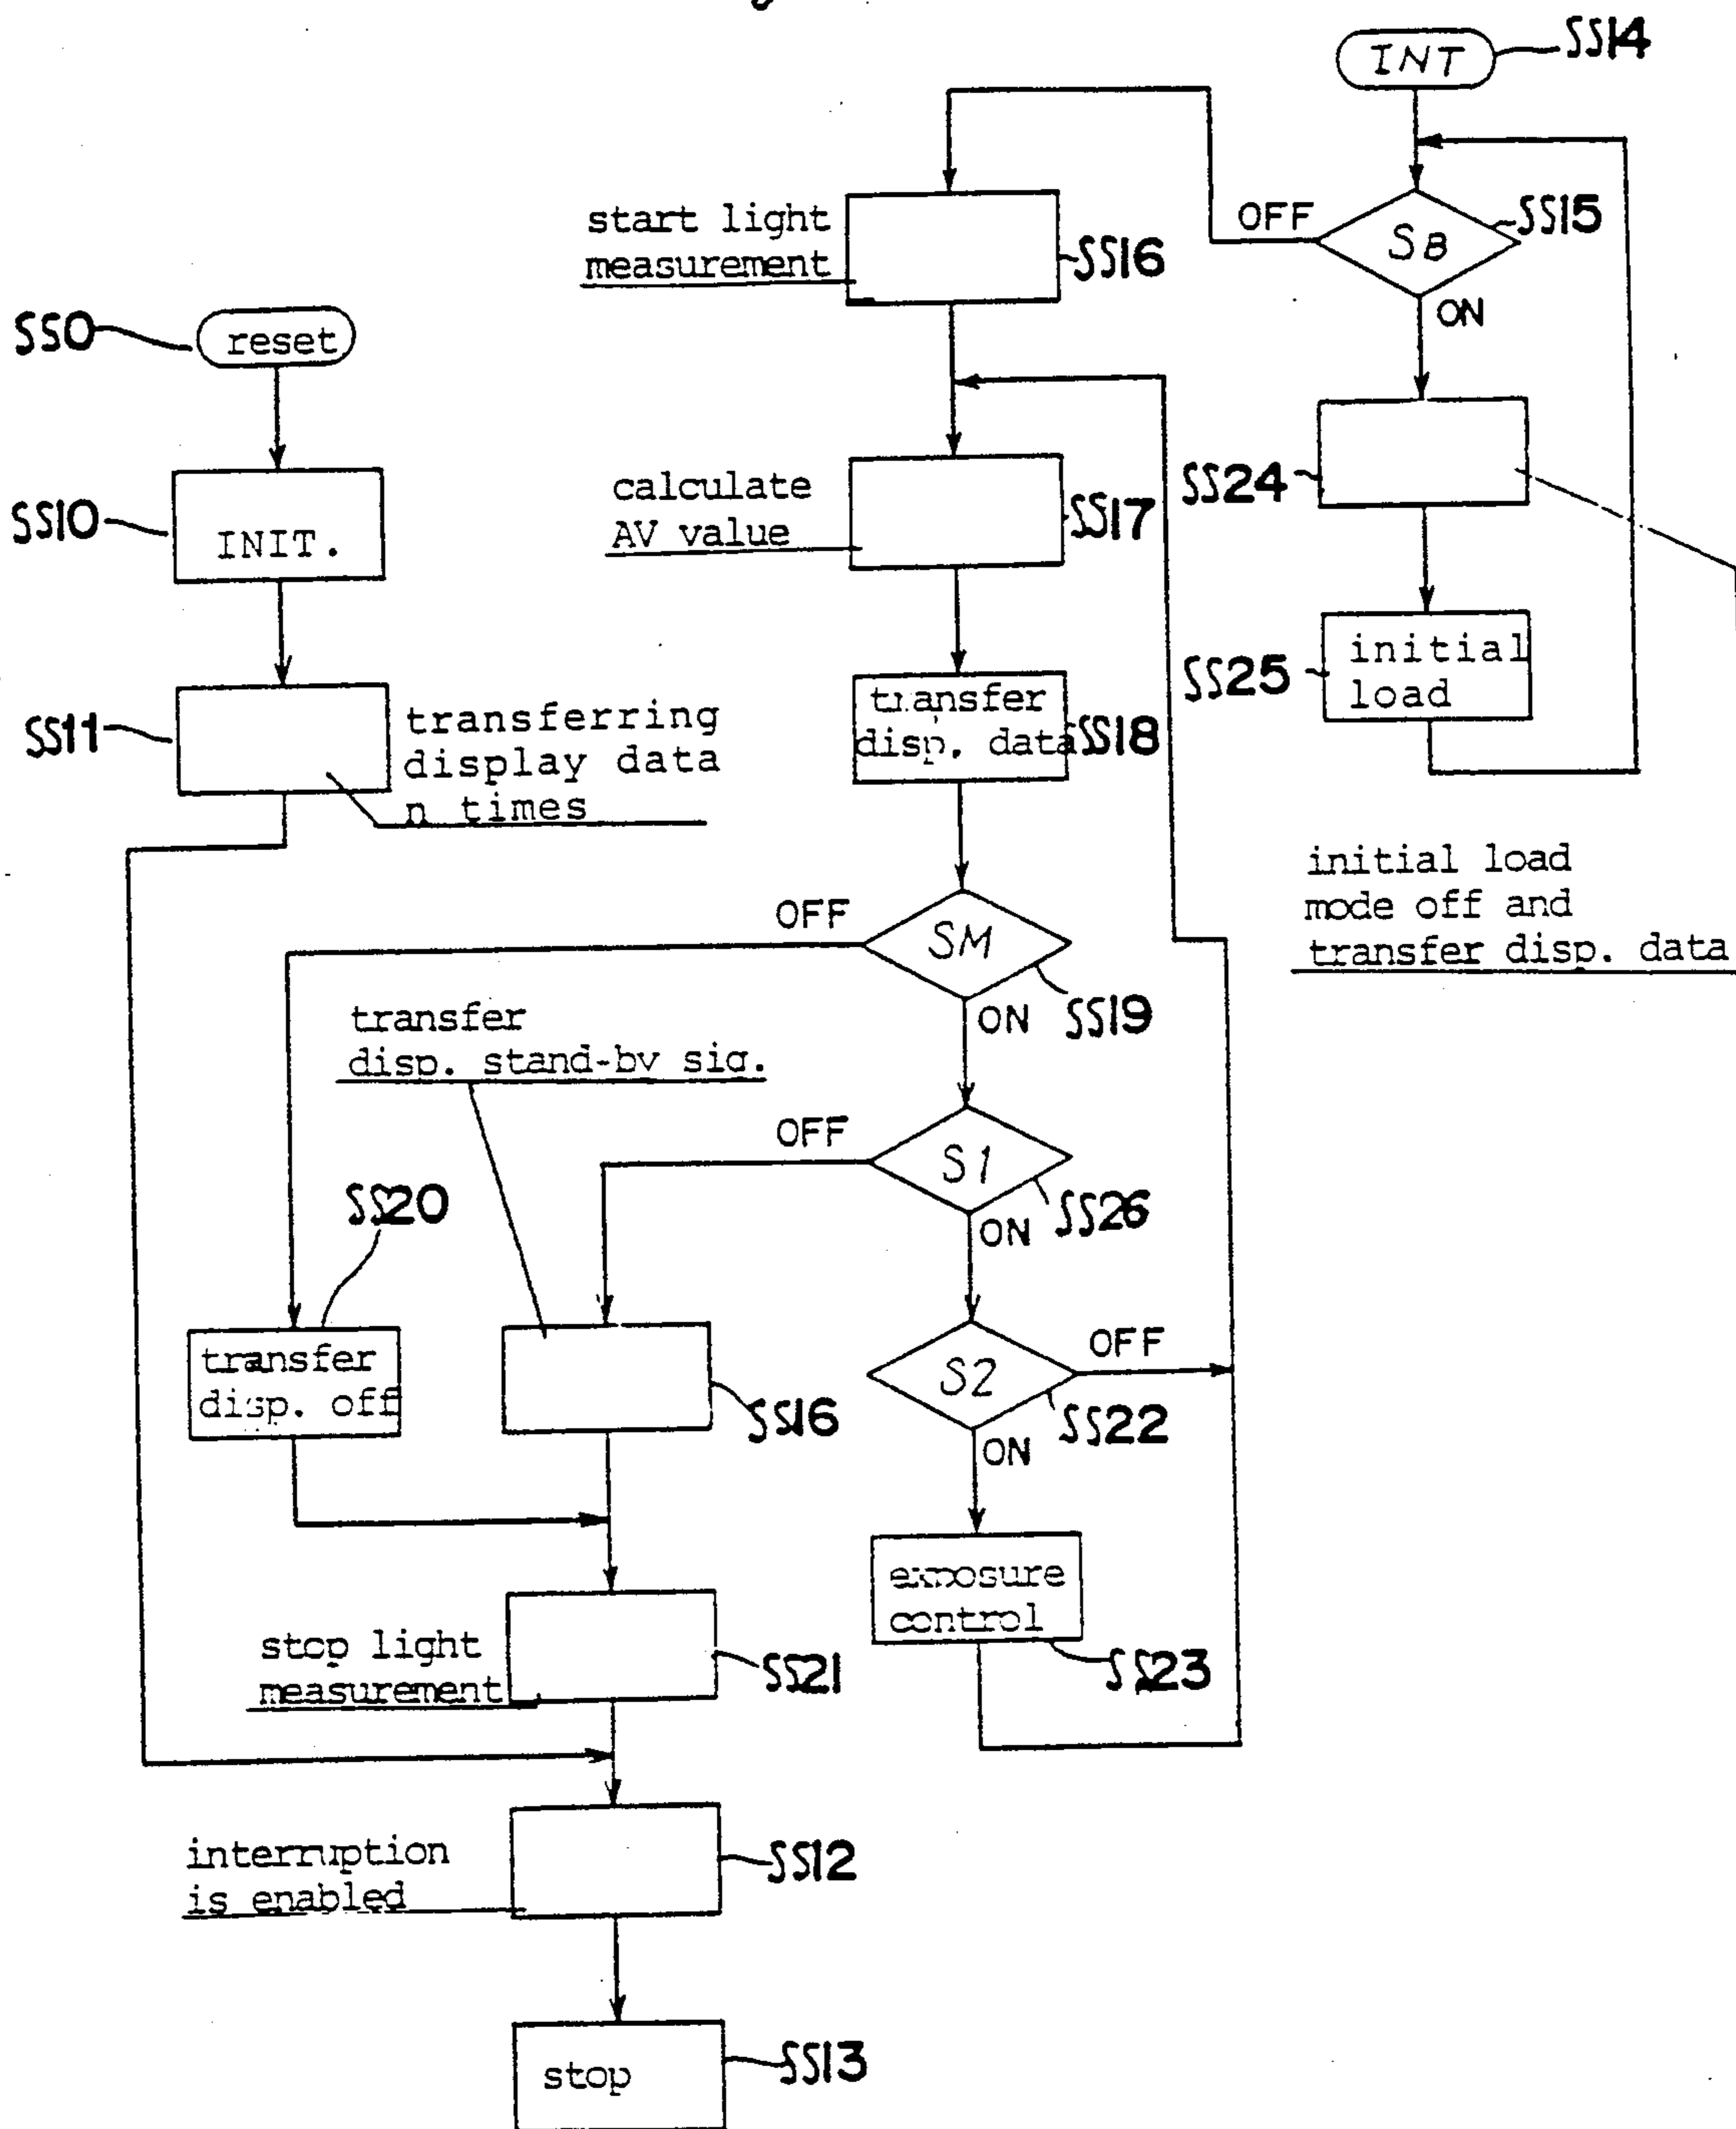 INT
SS14
OFF
SB
SS15
ON
start light
measurement
SS16
SS0
reset
SS10
INIT.
SS11
transferring
display data
n times
calculate
AV value
SS17
SS24
transfer
disp. data
SS18
SS25
initial
load
initial load
mode off and
transfer disp. data
OFF
SM
SS19
ON
transfer
disp. stand-by sig.
OFF
S1
SS26
ON
SS20
transfer
disp. off
SS16
S2
OFF
SS22
ON
exposure
control
SS23
stop light
measurement
SS21
interruption
is enabled
SS12
stop
SS13